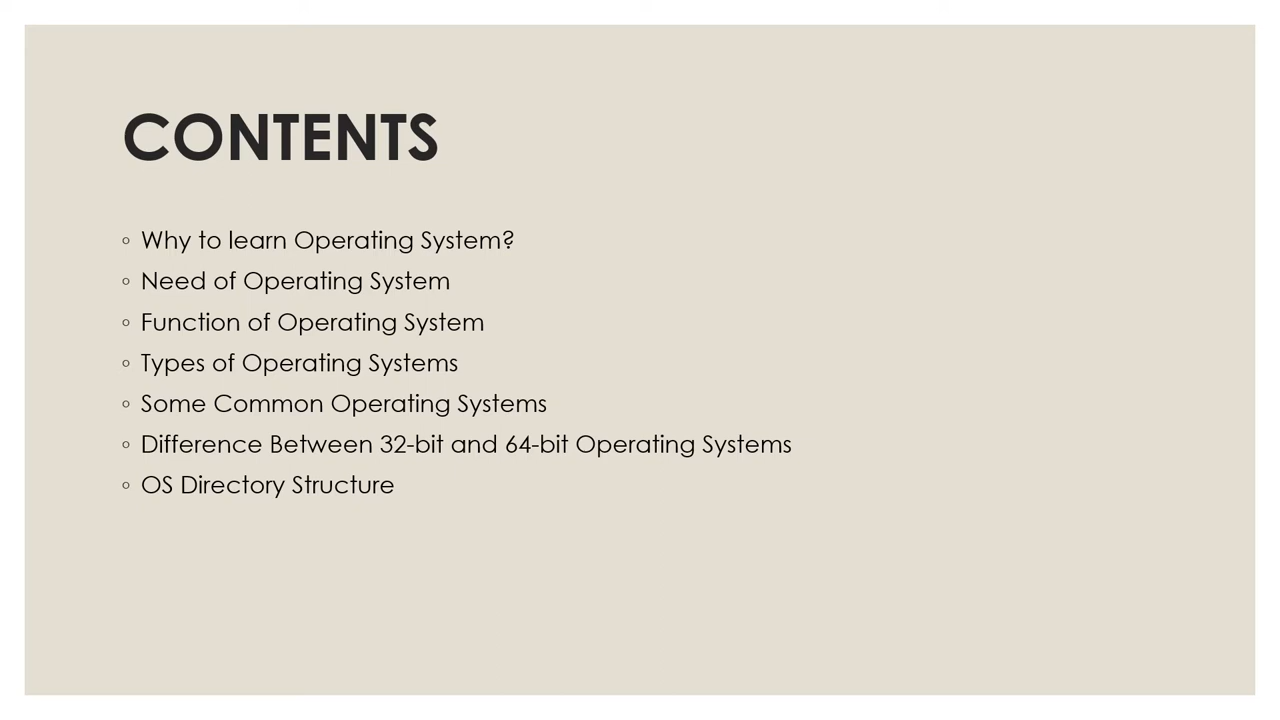 CONTENTS
◦ Why to learn Operating System?
◦ Need of Operating System
◦ Function of Operating System
◦ Types of Operating Systems
◦ Some Common Operating Systems
◦ Difference Between 32-bit and 64-bit Operating Systems
◦ OS Directory Structure